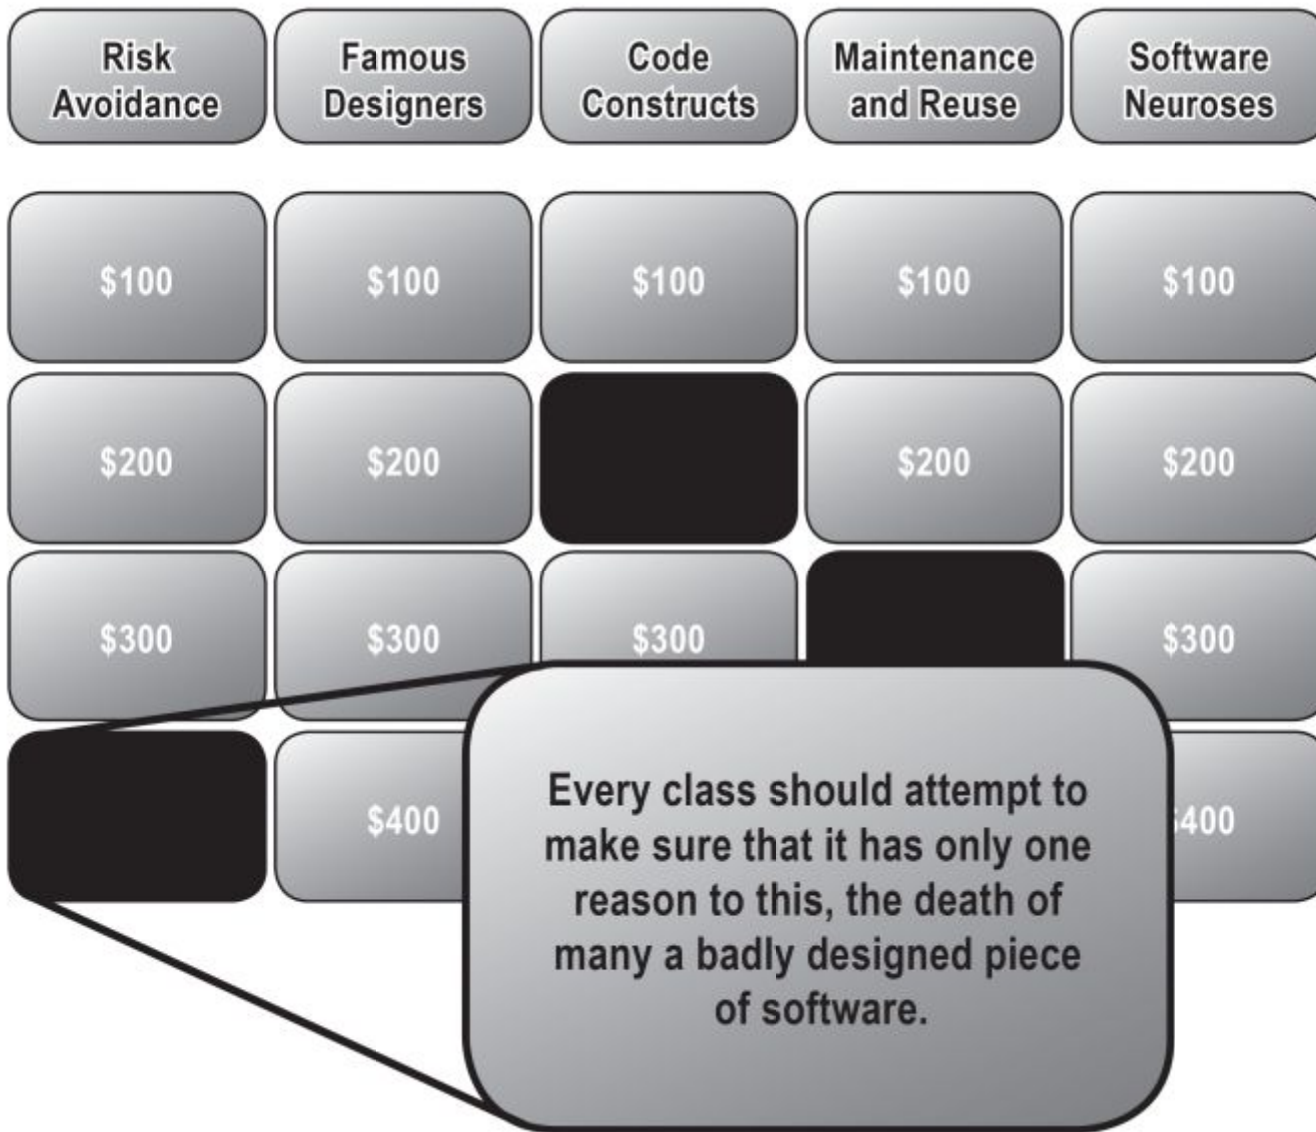 Risk
Avoidance
Famous
Designers
Code
Constructs
Maintenance
and Reuse
Software
Neuroses
$100
$100
$100
$100
$100
$200
$200
$200
$200
$300
$300
$300
$300
$400
$400
Every class should attempt to
make sure that it has only one
reason to this, the death of
many a badly designed piece
of software.